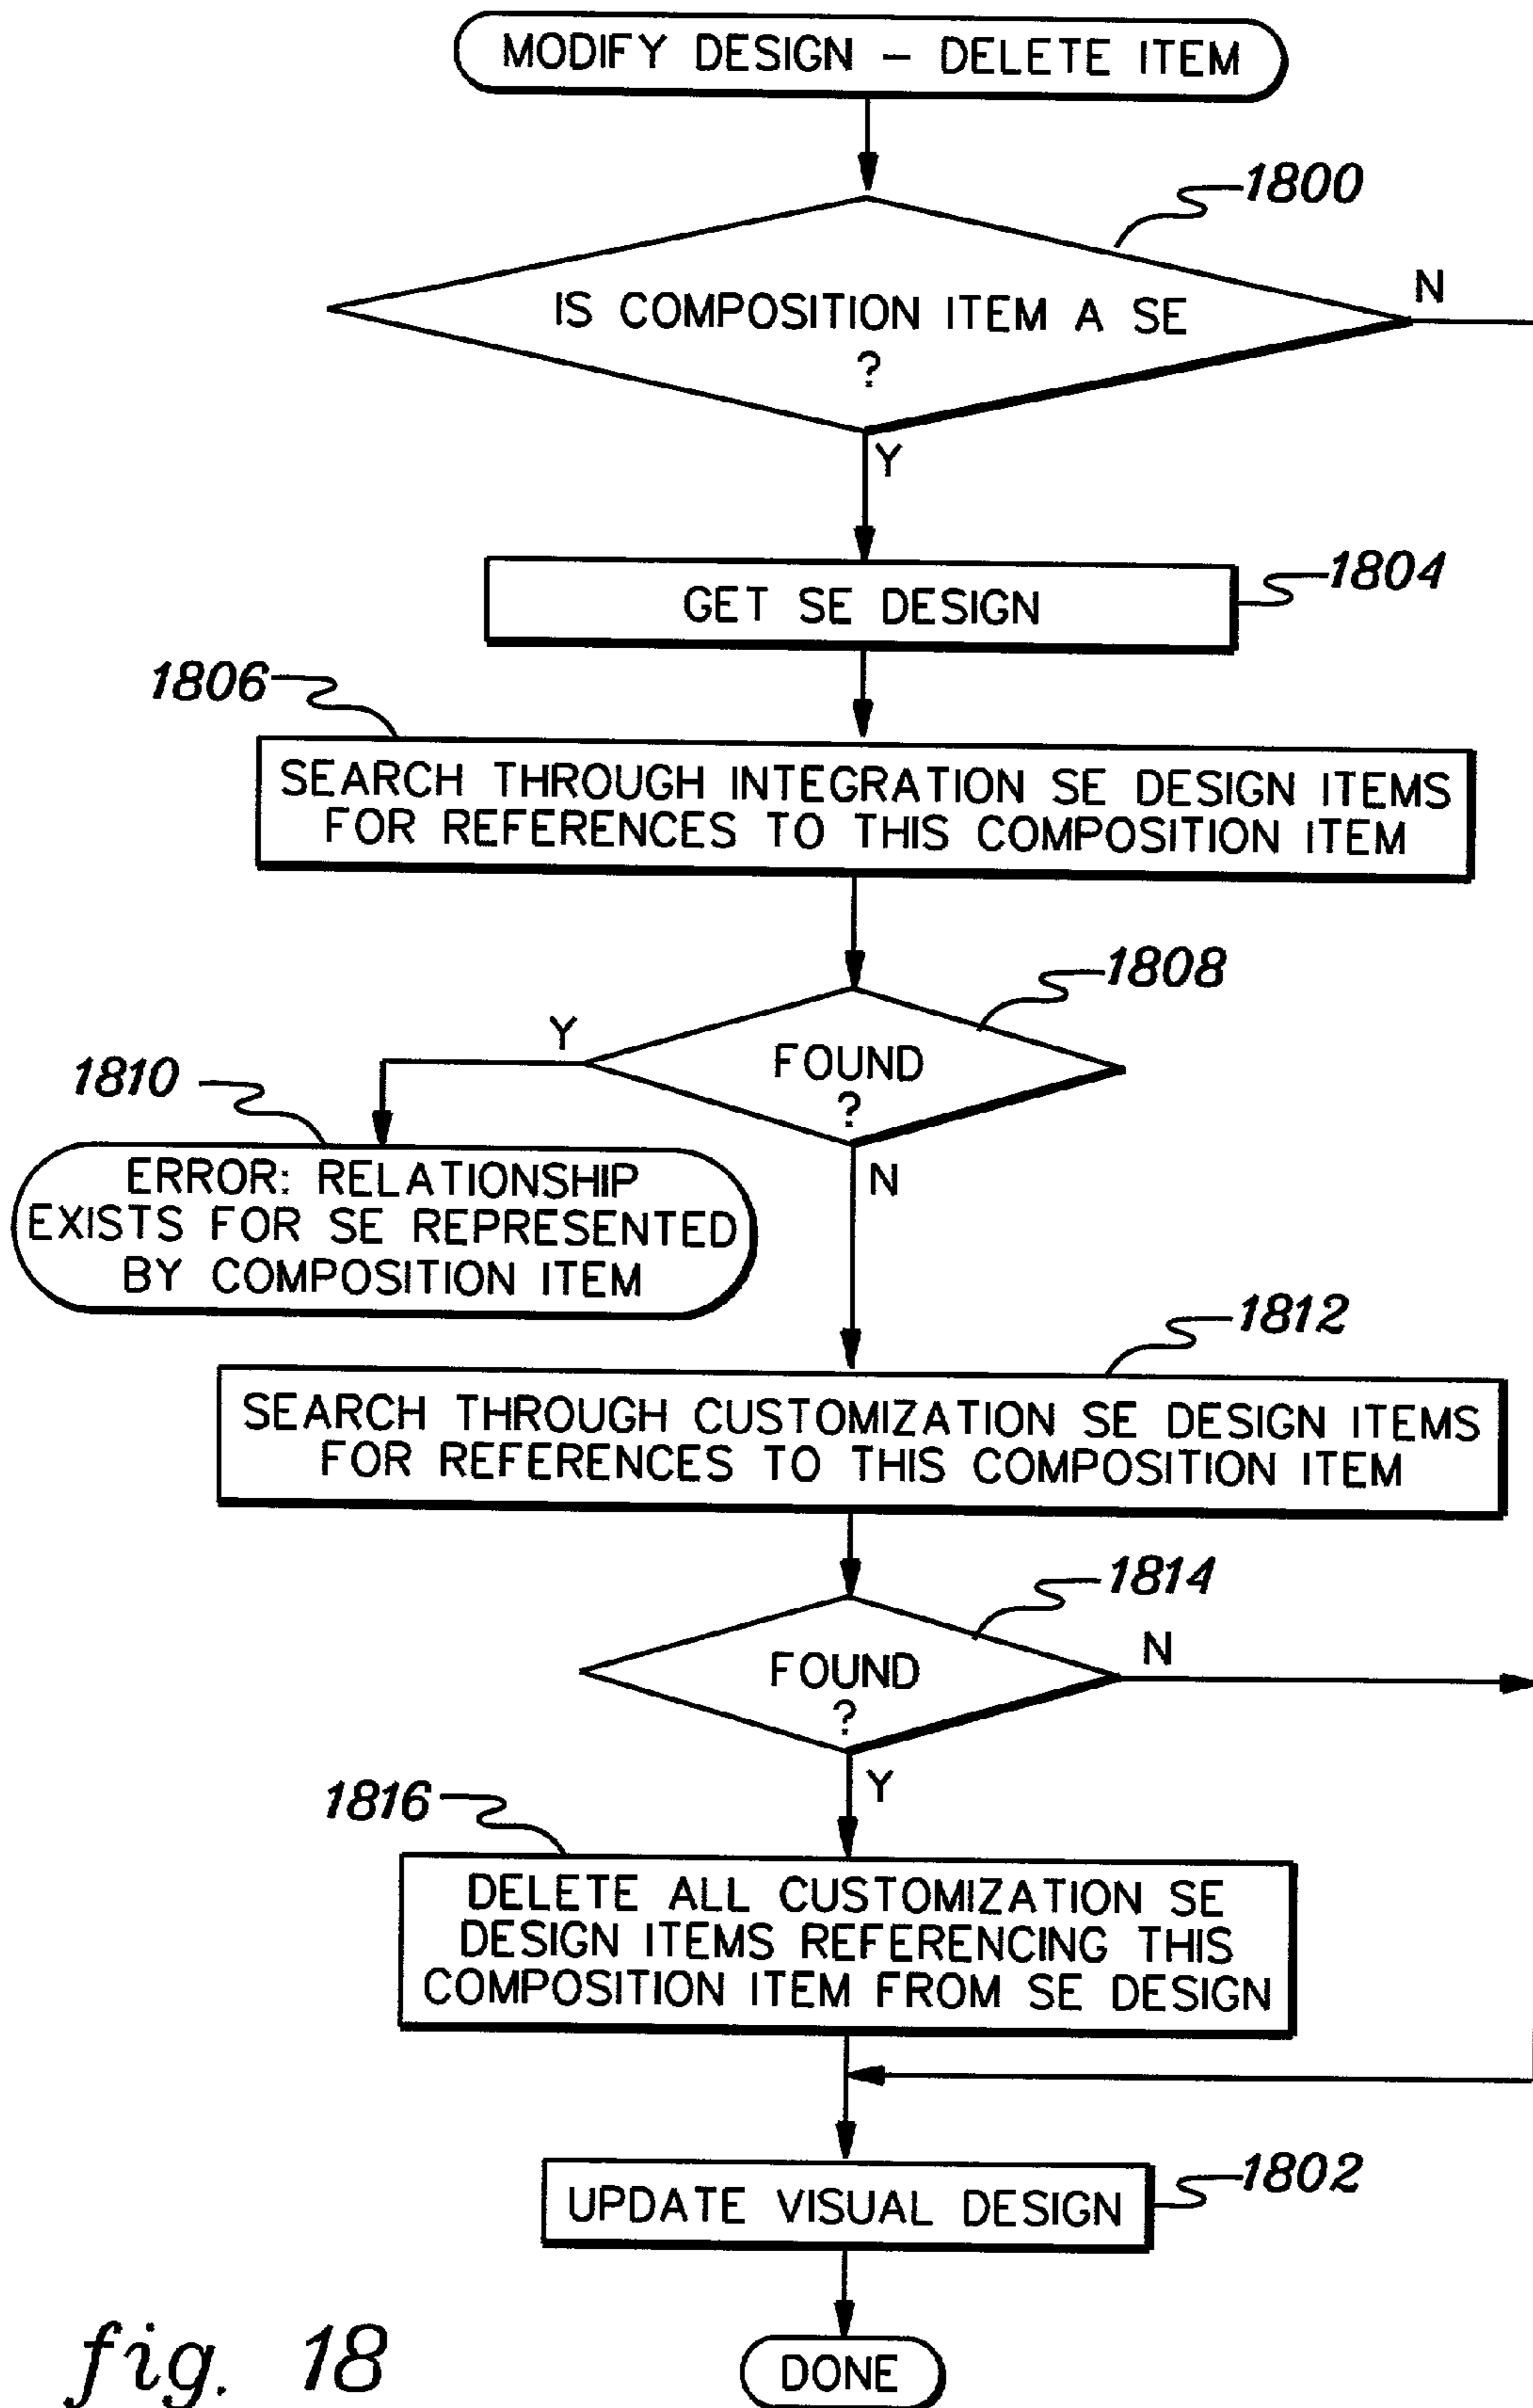 MODIFY DESIGN – DELETE ITEM
1800
IS COMPOSITION ITEM A SE
?
N
Y
GET SE DESIGN
1804
1806
SEARCH THROUGH INTEGRATION SE DESIGN ITEMS
FOR REFERENCES TO THIS COMPOSITION ITEM
1808
FOUND
?
Y
N
1810
ERROR: RELATIONSHIP
EXISTS FOR SE REPRESENTED
BY COMPOSITION ITEM
1812
SEARCH THROUGH CUSTOMIZATION SE DESIGN ITEMS
FOR REFERENCES TO THIS COMPOSITION ITEM
1814
FOUND
?
N
Y
1816
DELETE ALL CUSTOMIZATION SE
DESIGN ITEMS REFERENCING THIS
COMPOSITION ITEM FROM SE DESIGN
UPDATE VISUAL DESIGN
1802
DONE
fig. 18